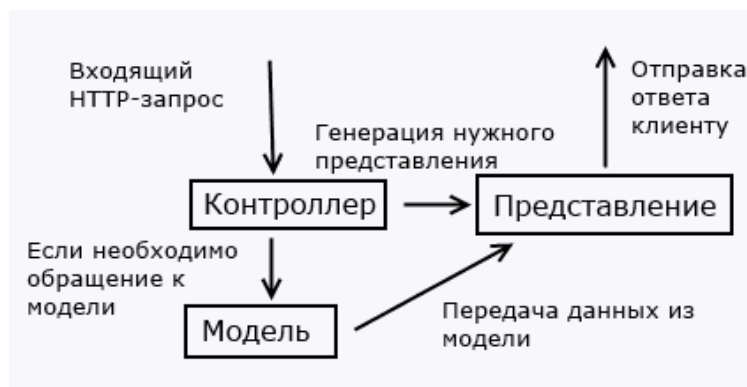 Входящий
HTTP-запрос
Отправка
ответа
клиенту
Генерация нужного
представления
Контроллер
Представление
Если необходимо
обращение к
модели
Модель
Передача данных из
модели